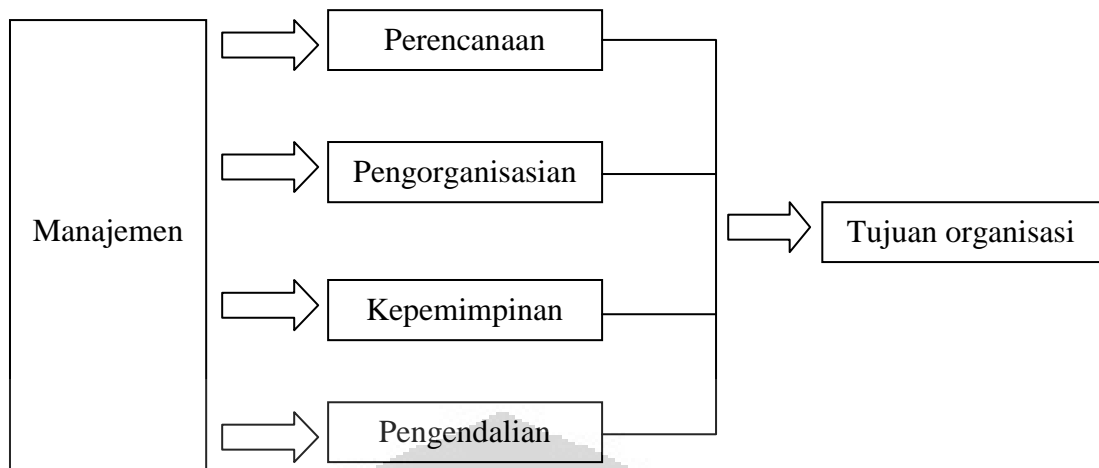 Manajemen
Perencanaan
Pengorganisasian
Kepemimpinan
Pengendalian
Tujuan organisasi